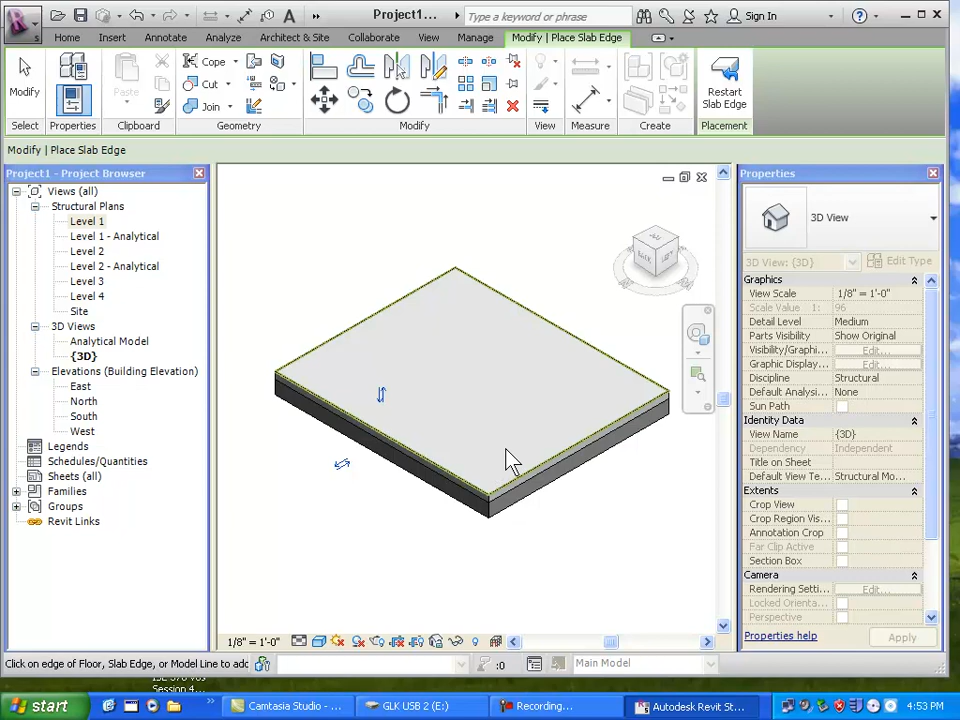 Project1...
Type a keyword or phrase
Sign In
Home Insert Annotate Analyze Architect & Site Collaborate View Manage Modify | Place Slab Edge
Modify
Paste
Cope
Cut
Join
Restart
Slab Edge
Select Properties Clipboard Geometry Modify View Measure Create Placement
Modify | Place Slab Edge
Project1 - Project Browser
Views (all)
Structural Plans
Level 1
Level 1 - Analytical
Level 2
Level 2 - Analytical
Level 3
Level 4
Site
3D Views
Analytical Model
{3D}
Elevations (Building Elevation)
East
North
South
West
Legends
Schedules/Quantities
Sheets (all)
Families
Groups
Revit Links
Properties
3D View
3D View: {3D}
Edit Type
Graphics
View Scale 1/8" = 1'-0"
Scale Value 1: 96
Detail Level Medium
Parts Visibility Show Original
Visibility/Graphi... Edit...
Graphic Display... Edit...
Discipline Structural
Default Analysi... None
Sun Path
Identity Data
View Name {3D}
Dependency Independent
Title on Sheet
Default View Te... Structural Mo...
Extents
Crop View
Crop Region Vis...
Annotation Crop
Far Clip Active
Section Box
Camera
Rendering Setti... Edit...
Locked Orienta...
Perspective
Properties help
Apply
1/8" = 1'-0"
Click on edge of Floor, Slab Edge, or Model Line to add
:0
Main Model
Session 4...
start
Camtasia Studio - ...
GLK USB 2 (E:)
Recording...
Autodesk Revit St...
4:53 PM